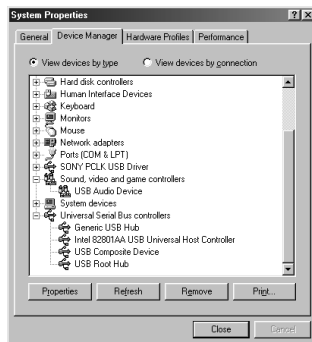 System Properties
General Device Manager Hardware Profiles Performance
View devices by type View devices by connection
Hard disk controllers
Human Interface Devices
Keyboard
Monitors
Mouse
Network adapters
Ports (COM & LPT)
SONY PCLK USB Driver
Sound, video and game controllers
USB Audio Device
System devices
Universal Serial Bus controllers
Generic USB Hub
Intel 82801AA USB Universal Host Controller
USB Composite Device
USB Root Hub
Properties Refresh Remove Print...
Close Cancel